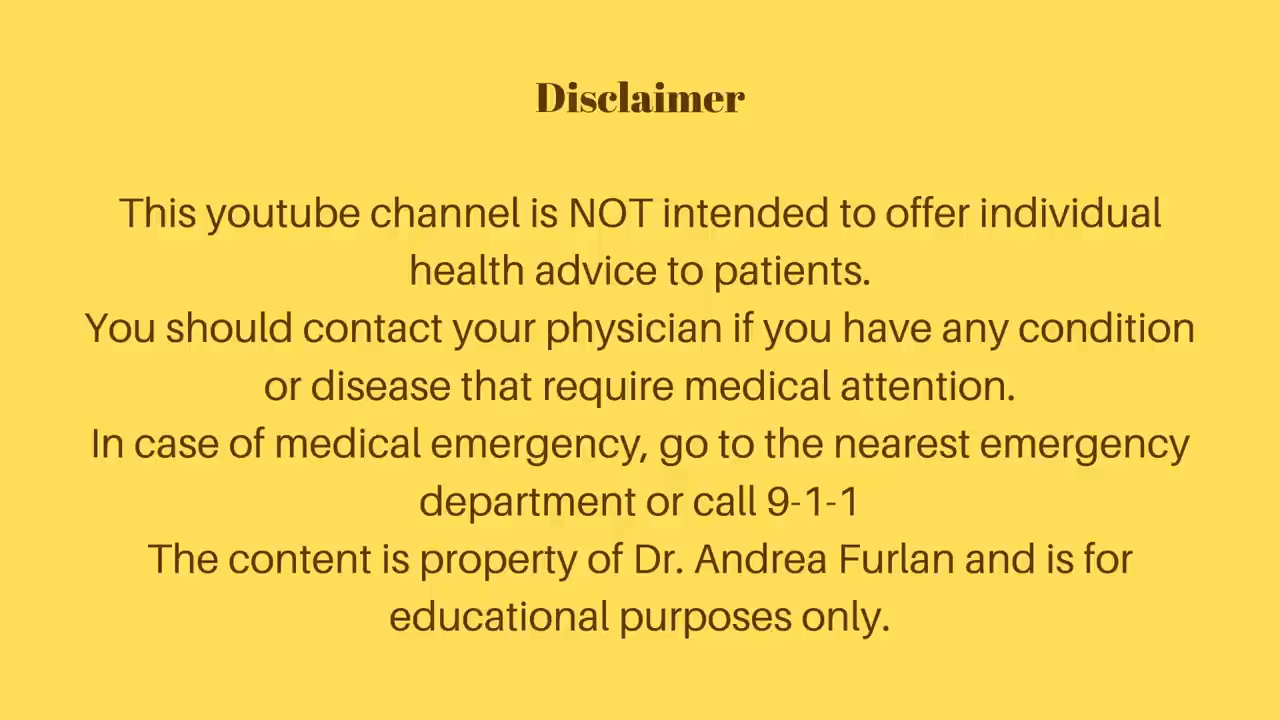 Disclaimer
This youtube channel is NOT intended to offer individual
health advice to patients.
You should contact your physician if you have any condition
or disease that require medical attention.
In case of medical emergency, go to the nearest emergency
department or call 9-1-1
The content is property of Dr. Andrea Furlan and is for
educational purposes only.